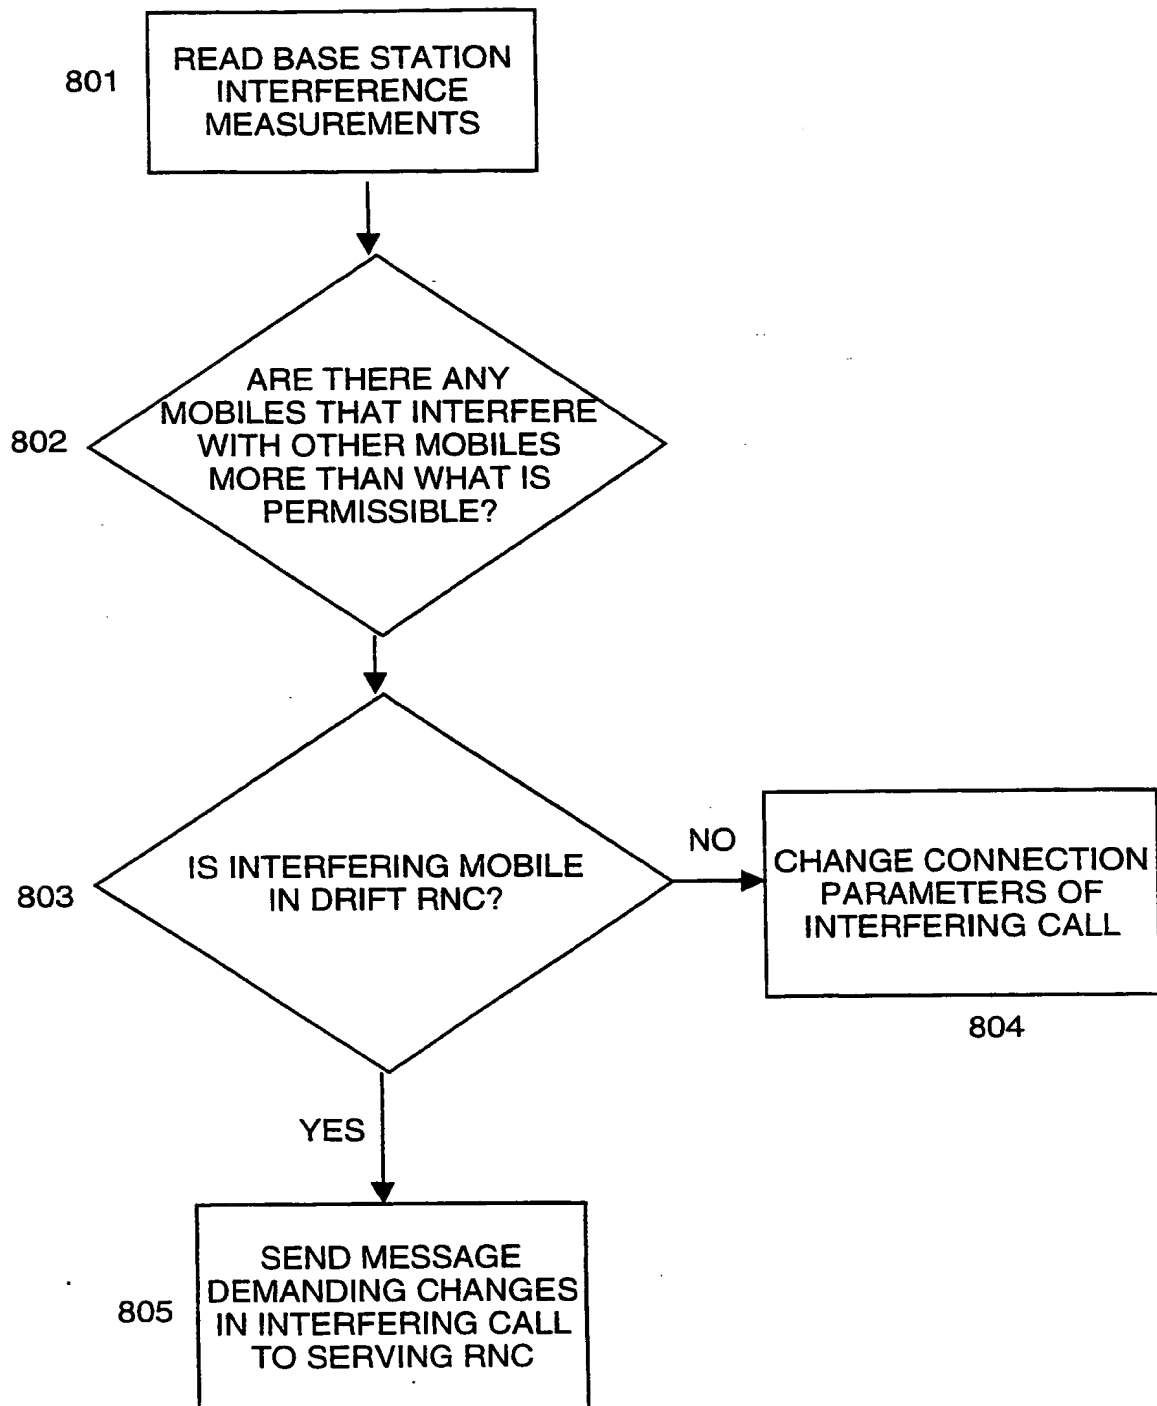 801
READ BASE STATION
INTERFERENCE
MEASUREMENTS
802
ARE THERE ANY
MOBILES THAT INTERFERE
WITH OTHER MOBILES
MORE THAN WHAT IS
PERMISSIBLE?
803
IS INTERFERING MOBILE
IN DRIFT RNC?
NO
CHANGE CONNECTION
PARAMETERS OF
INTERFERING CALL
804
YES
805
SEND MESSAGE
DEMANDING CHANGES
IN INTERFERING CALL
TO SERVING RNC